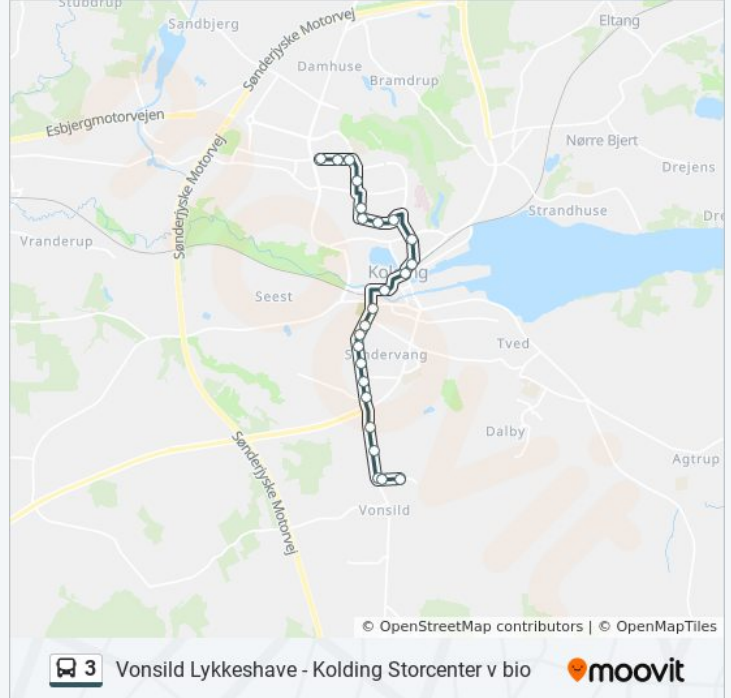 Stubdrup
Sandbjerg
Eltang
Sønderjyske Motorvej
Damhuse
Bramdrup
Esbjergmotorvejen
Nørre Bjert
Sønderjyske Motorvej
Drejens
Strandhuse
Dre
Vranderup
Kolding
Seest
Tved
Søndervang
Dalby
Sønderjyske Motorvej
Agtrup
Vonsild
© OpenStreetMap contributors | © OpenMapTiles
3 Vonsild Lykkeshave - Kolding Storcenter v bio moovit